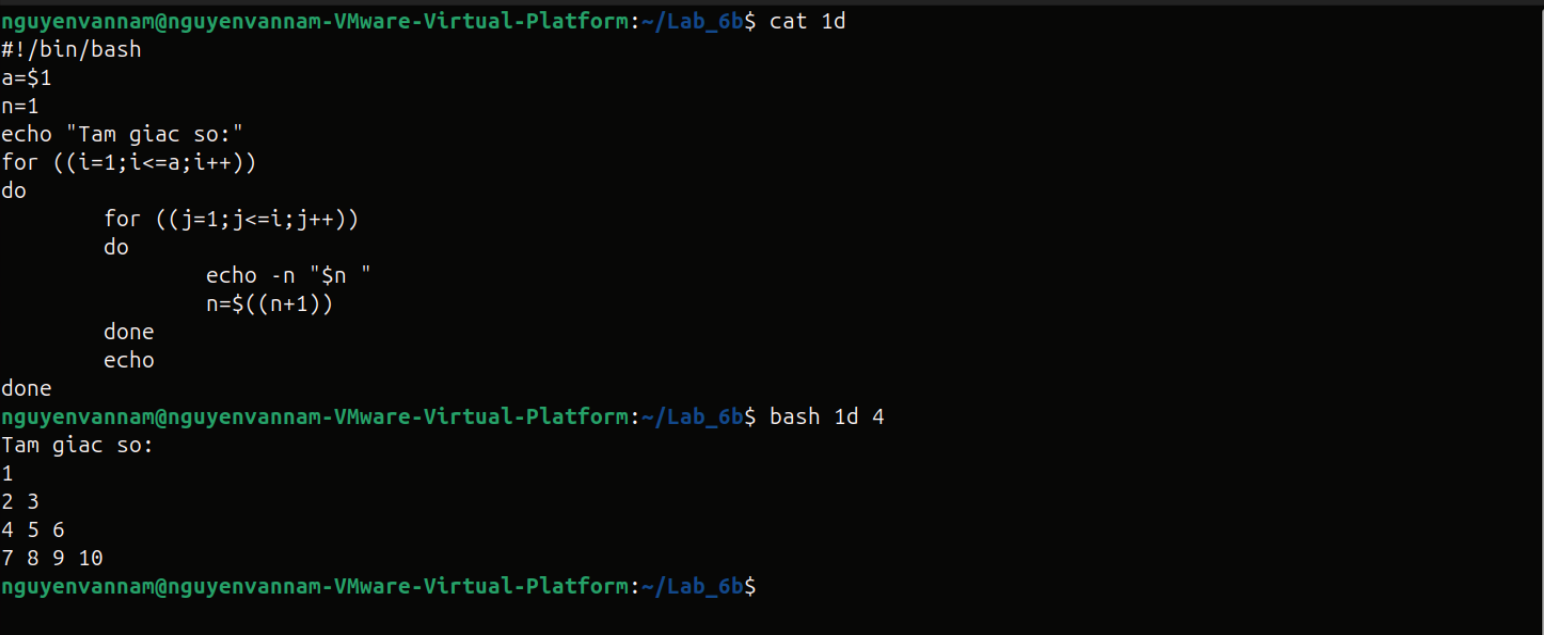 nguyenvannam@nguyenvannam-VMware-Virtual-Platform:~/Lab_6b$ cat 1d
#!/bin/bash
a=$1
n=1
echo "Tam giac so:"
for ((i=1;i<=a;i++))
do
        for ((j=1;j<=i;j++))
        do
                echo -n "$n "
                n=$((n+1))
        done
        echo
done
nguyenvannam@nguyenvannam-VMware-Virtual-Platform:~/Lab_6b$ bash 1d 4
Tam giac so:
1
2 3
4 5 6
7 8 9 10
nguyenvannam@nguyenvannam-VMware-Virtual-Platform:~/Lab_6b$